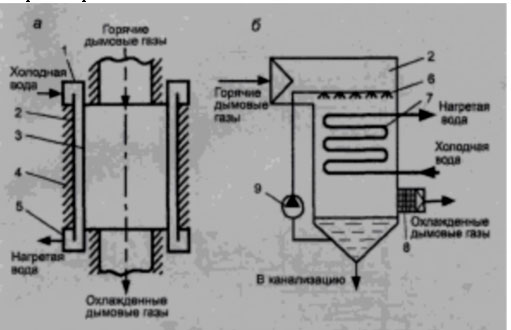 а
1
Горячие
дымовые газы
Холодная
вода
2
3
4
5
Нагретая
вода
Охлажденные
дымовые газы
б
2
6
7
Горячие
дымовые
газы
Нагретая
вода
Холодная
вода
9
8
Охлажденные
дымовые газы
В канализацию